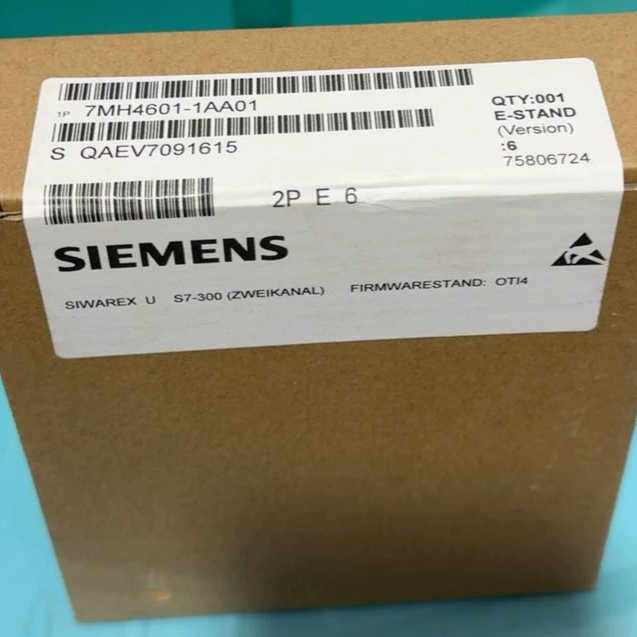 1P 7MH4601-1AA01
S QAEV7091615
QTY:001
E-STAND
(Version)
:6
75806724
2P E 6
SIEMENS
SIWAREX U S7-300 (ZWEIKANAL) FIRMWARESTAND: OTI4